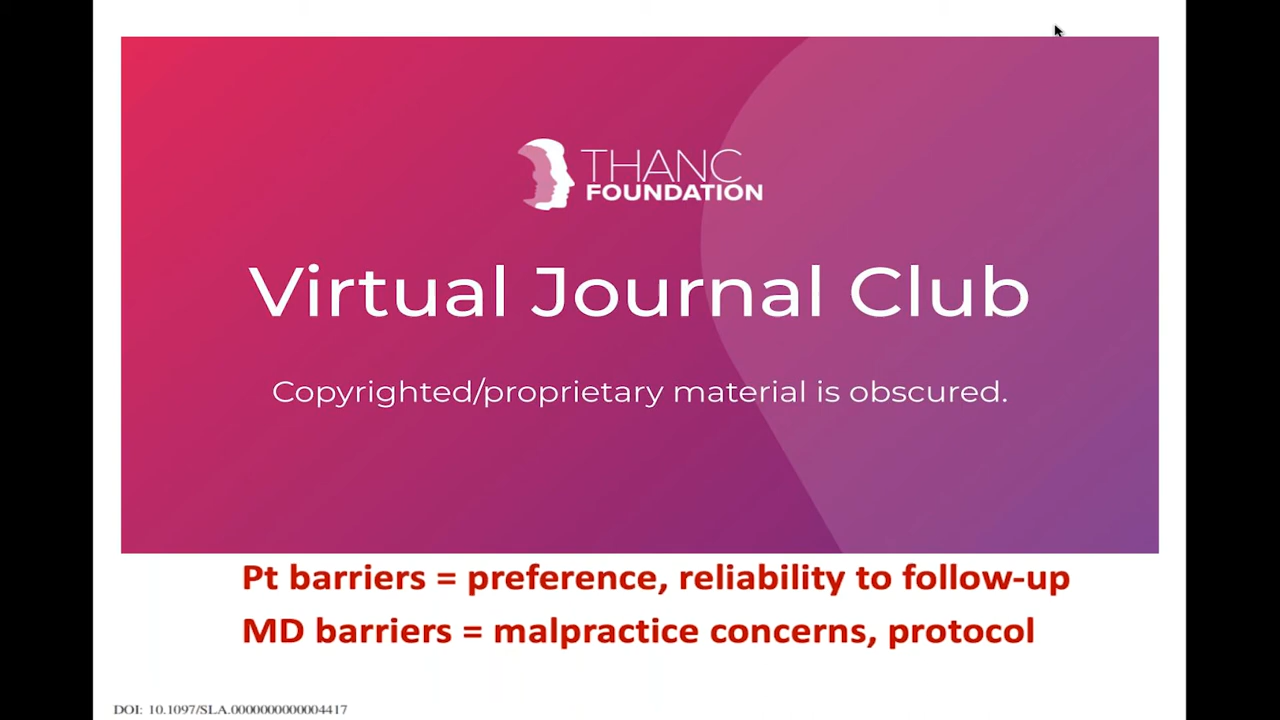 THANC
FOUNDATION
Virtual Journal Club
Copyrighted/proprietary material is obscured.
Pt barriers = preference, reliability to follow-up
MD barriers = malpractice concerns, protocol
DOI: 10.1097/SLA.0000000000004417